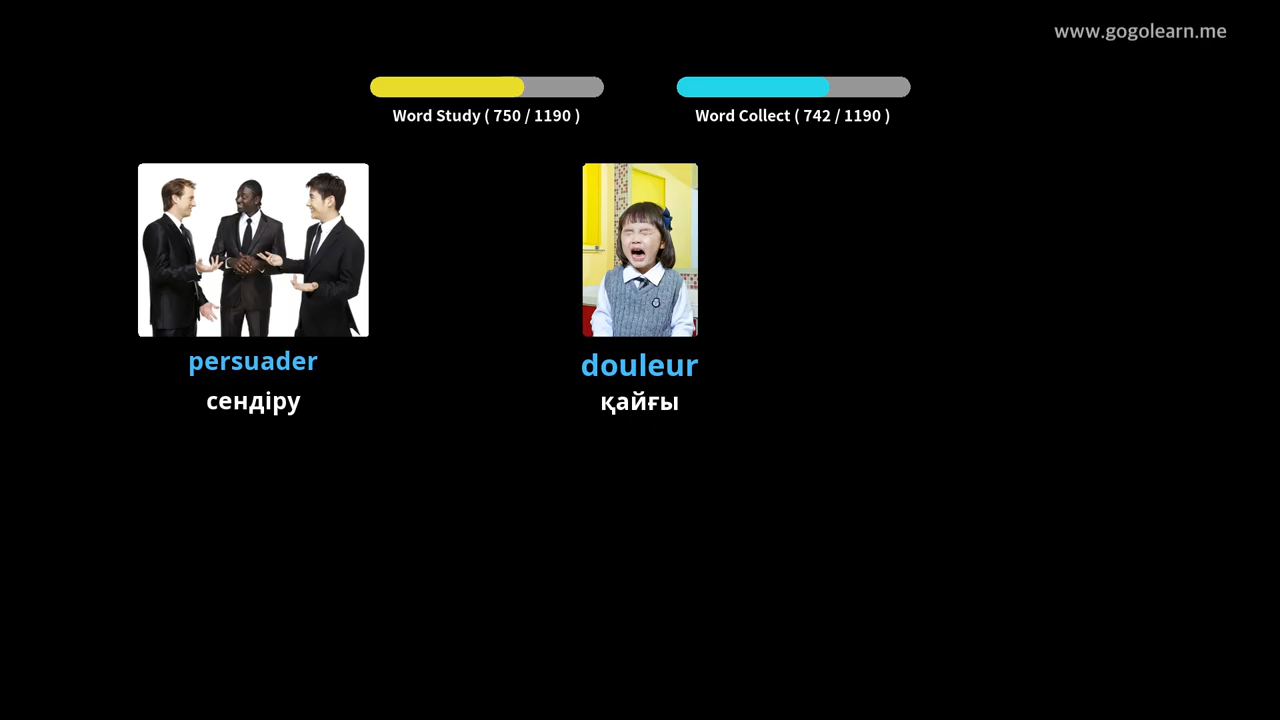 www.gogolearn.me
Word Study ( 750 / 1190 )
Word Collect ( 742 / 1190 )
persuader
сендіру
douleur
қайғы